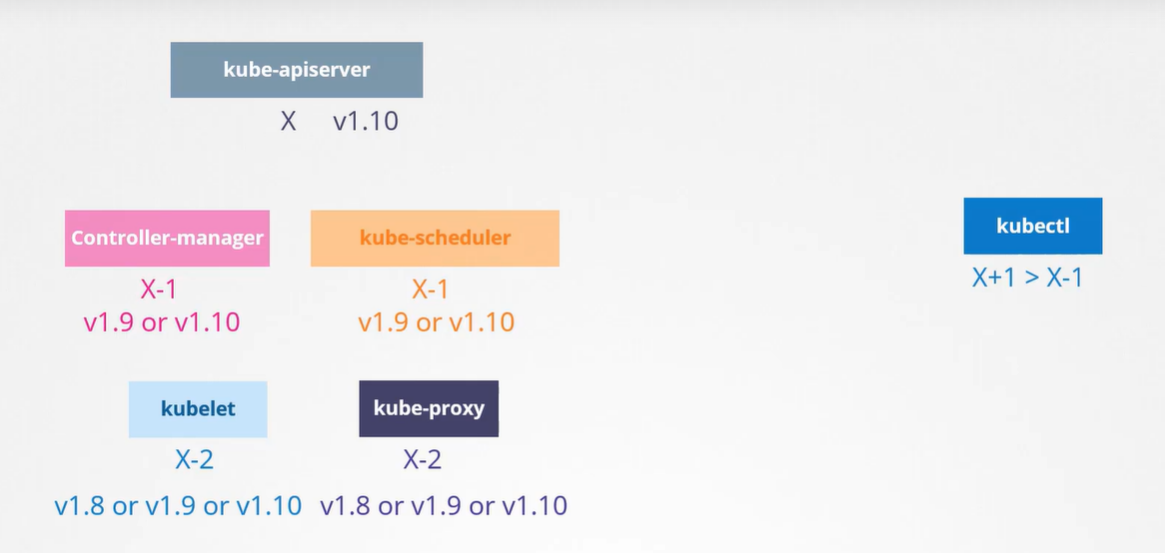 kube-apiserver
X v1.10
Controller-manager
X-1
v1.9 or v1.10
kube-scheduler
X-1
v1.9 or v1.10
kubectl
X+1 > X-1
kubelet
X-2
v1.8 or v1.9 or v1.10
kube-proxy
X-2
v1.8 or v1.9 or v1.10